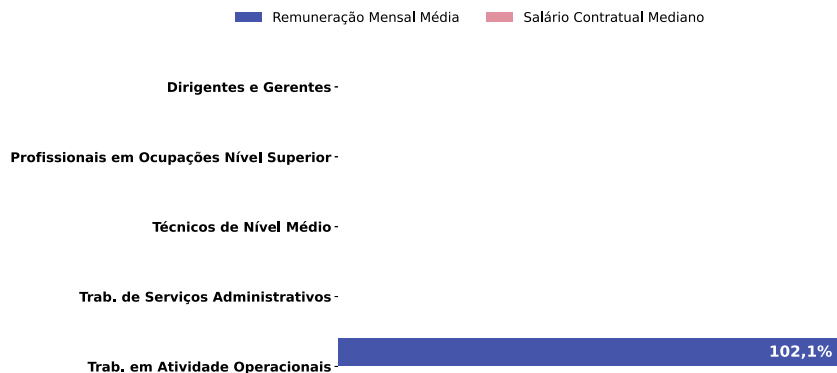 Remuneração Mensal Média Salário Contratual Mediano
Dirigentes e Gerentes
Profissionais em Ocupações Nível Superior
Técnicos de Nível Médio
Trab. de Serviços Administrativos
102,1%
Trab. em Atividade Operacionais